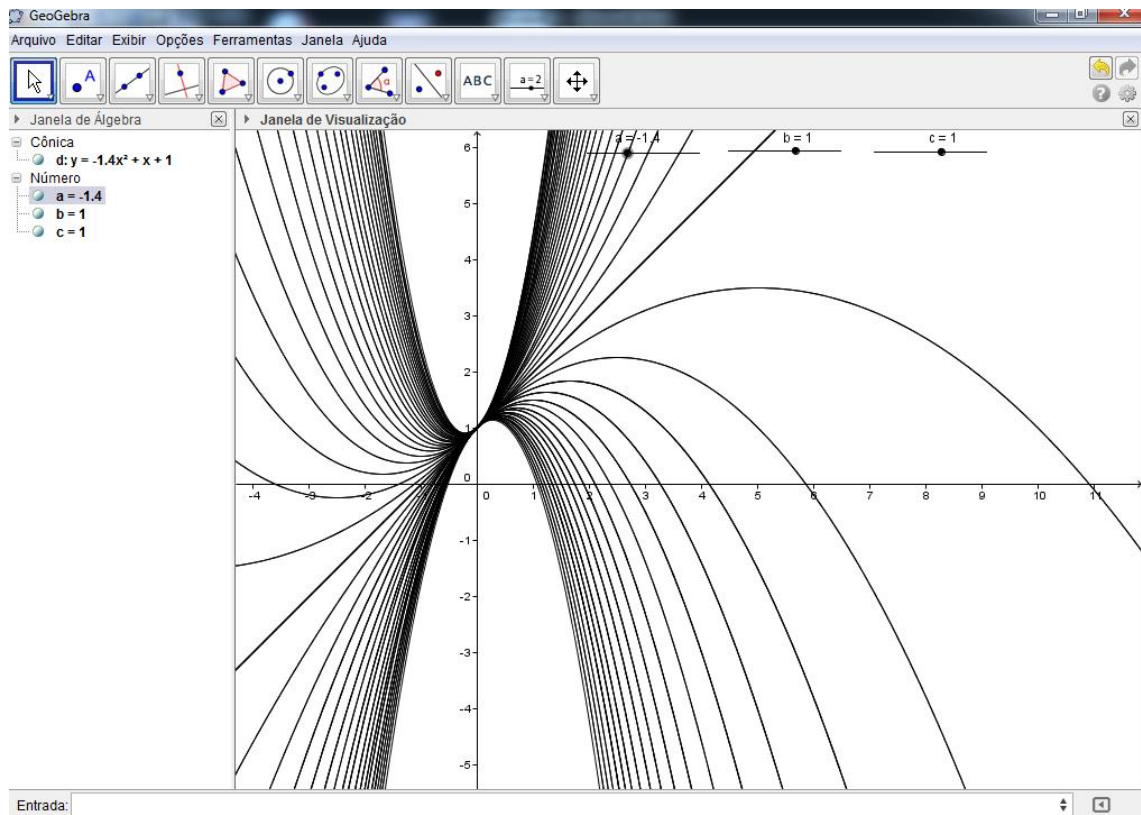 GeoGebra
Arquivo Editar Exibir Opções Ferramentas Janela Ajuda
A
α
ABC
a = 2
Janela de Álgebra
Janela de Visualização
Cônica
d: y = -1.4x² + x + 1
Número
a = -1.4
b = 1
c = 1
a = -1.4
b = 1
c = 1
6
5
4
3
2
1
0
-4 -3 -2 -1 0 1 2 3 4 5 6 7 8 9 10 11
-1
-2
-3
-4
-5
Entrada: